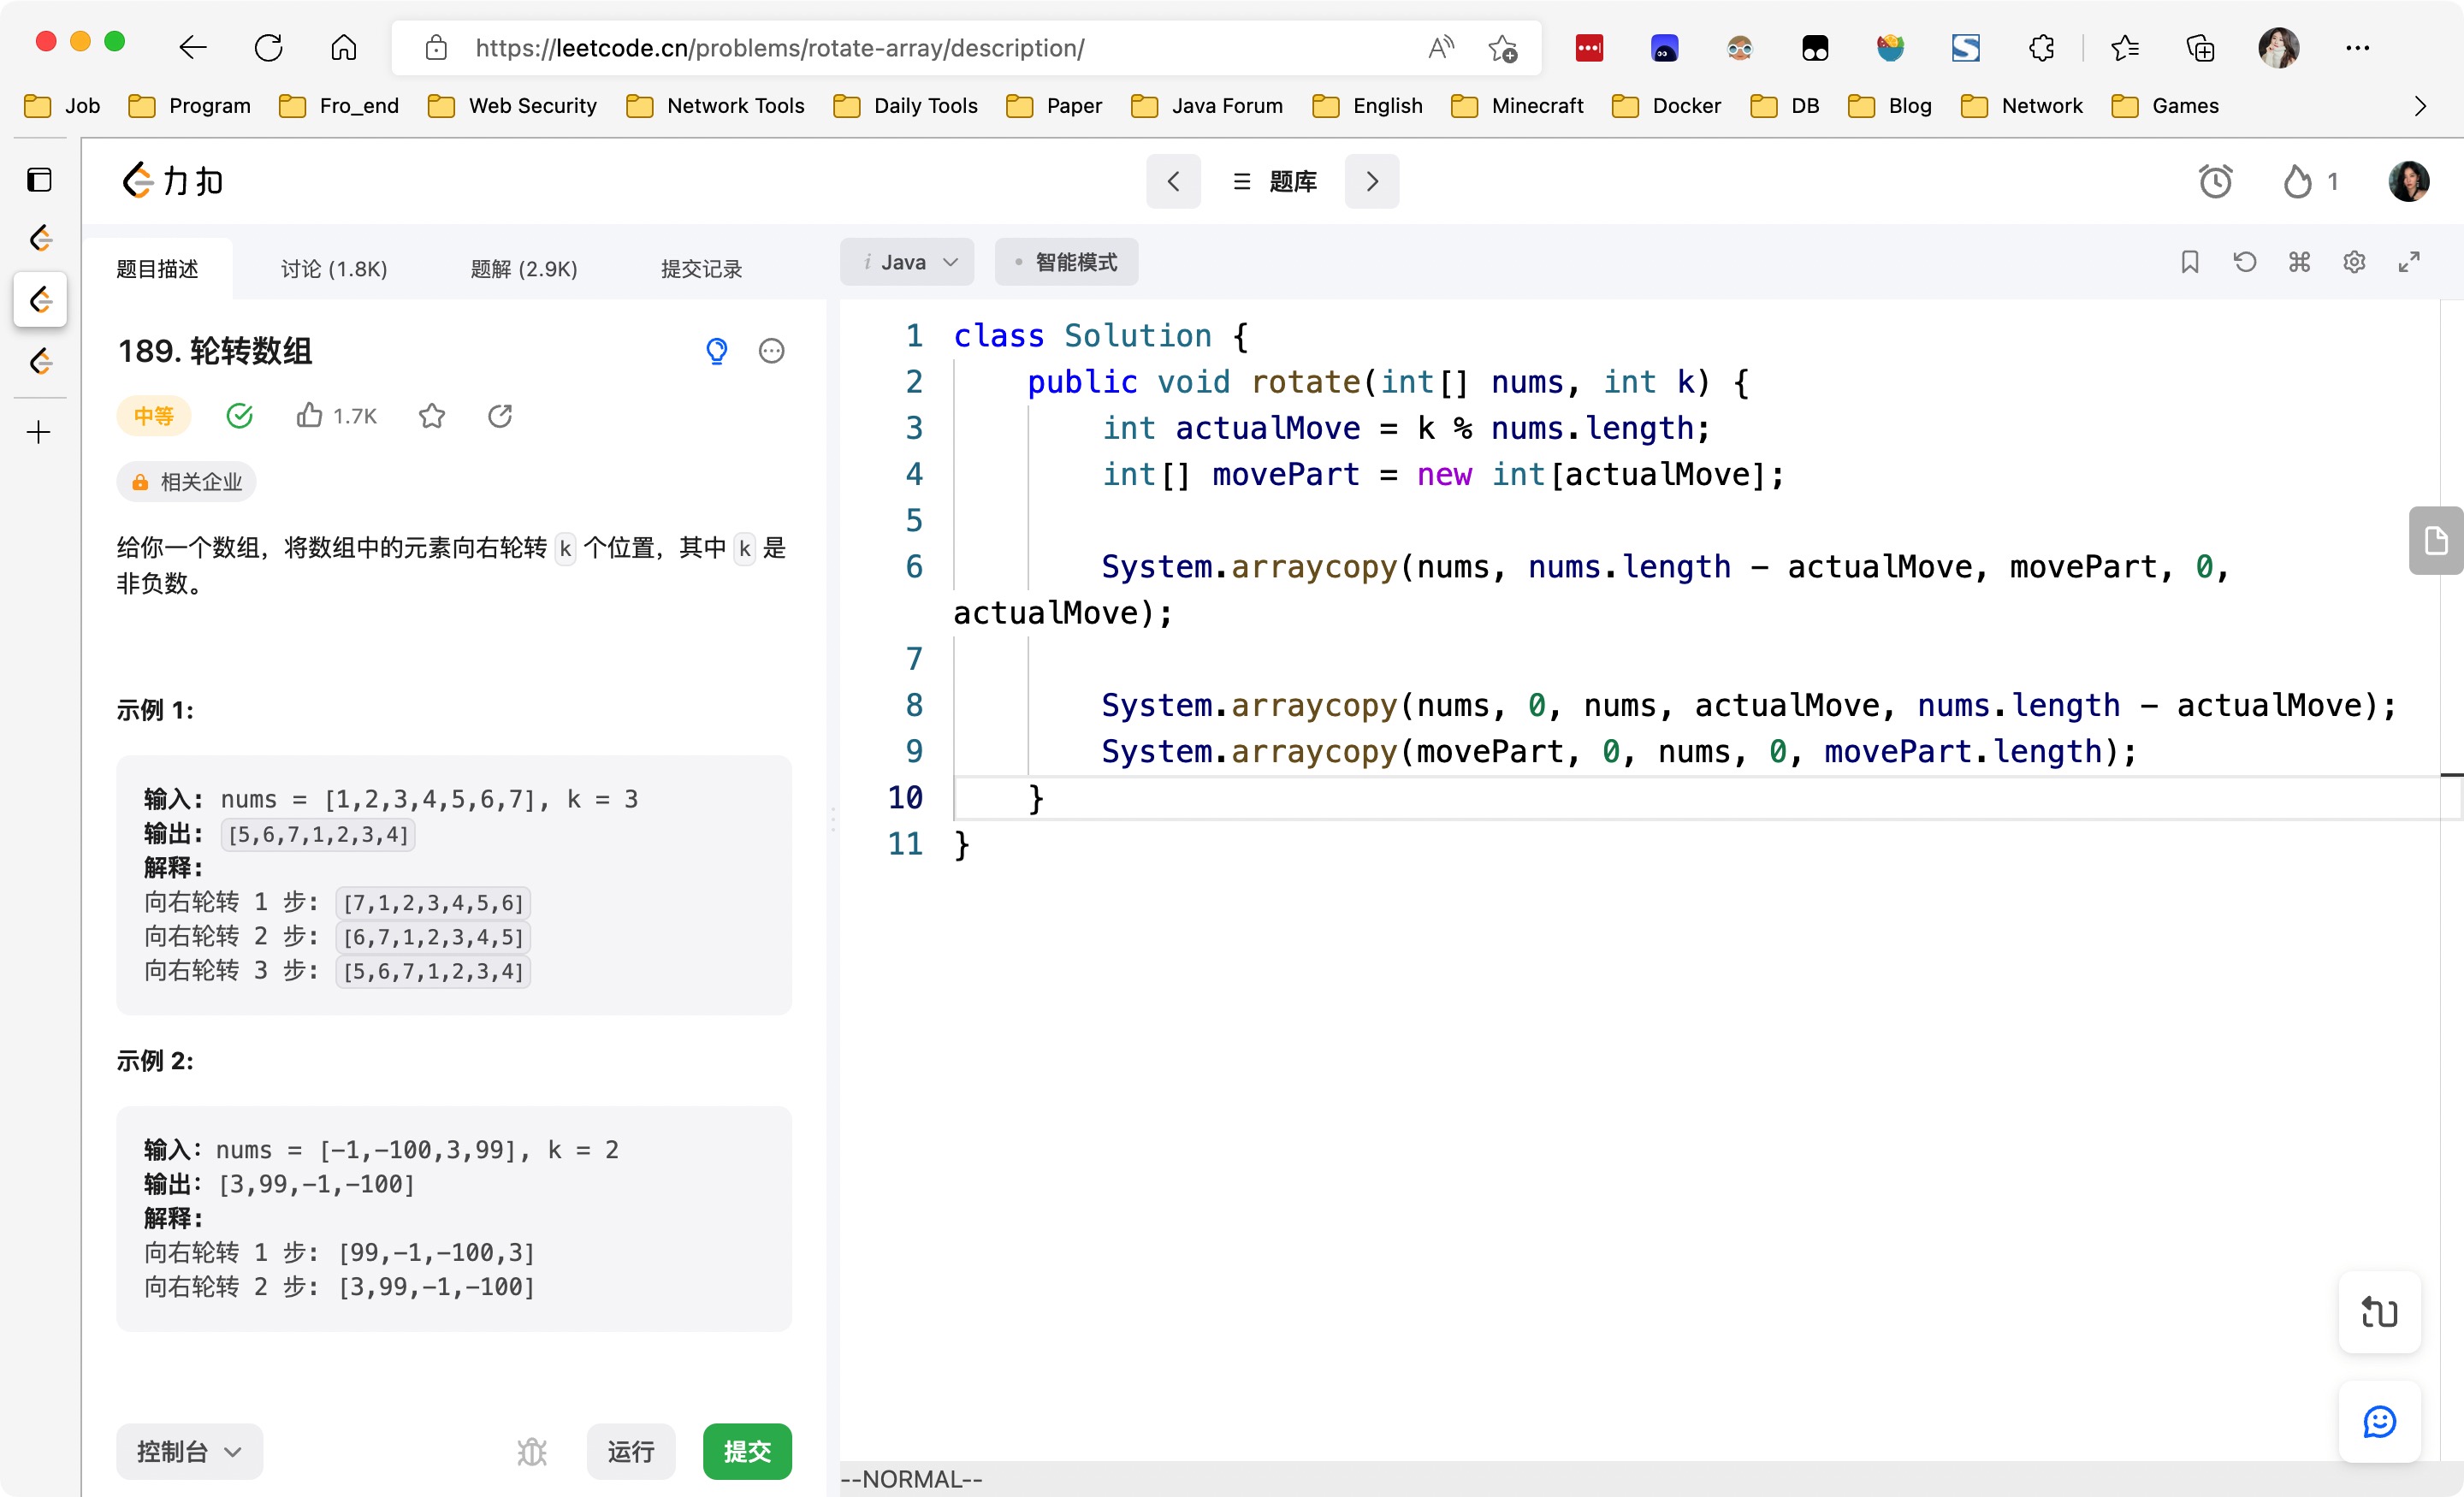 https://leetcode.cn/problems/rotate-array/description/
Job Program Fro_end Web Security Network Tools Daily Tools Paper Java Forum English Minecraft Docker DB Blog Network Games
力扣 题库 1
题目描述 讨论 (1.8K) 题解 (2.9K) 提交记录
189. 轮转数组
中等 1.7K
相关企业
给你一个数组，将数组中的元素向右轮转 k 个位置，其中 k 是
非负数。
示例 1:
输入: nums = [1,2,3,4,5,6,7], k = 3
输出: [5,6,7,1,2,3,4]
解释:
向右轮转 1 步: [7,1,2,3,4,5,6]
向右轮转 2 步: [6,7,1,2,3,4,5]
向右轮转 3 步: [5,6,7,1,2,3,4]
示例 2:
输入：nums = [-1,-100,3,99], k = 2
输出：[3,99,-1,-100]
解释:
向右轮转 1 步: [99,-1,-100,3]
向右轮转 2 步: [3,99,-1,-100]
控制台 运行 提交
i Java 智能模式
1 class Solution {
2 public void rotate(int[] nums, int k) {
3 int actualMove = k % nums.length;
4 int[] movePart = new int[actualMove];
5
6 System.arraycopy(nums, nums.length - actualMove, movePart, 0,
actualMove);
7
8 System.arraycopy(nums, 0, nums, actualMove, nums.length - actualMove);
9 System.arraycopy(movePart, 0, nums, 0, movePart.length);
10 }
11 }
--NORMAL--